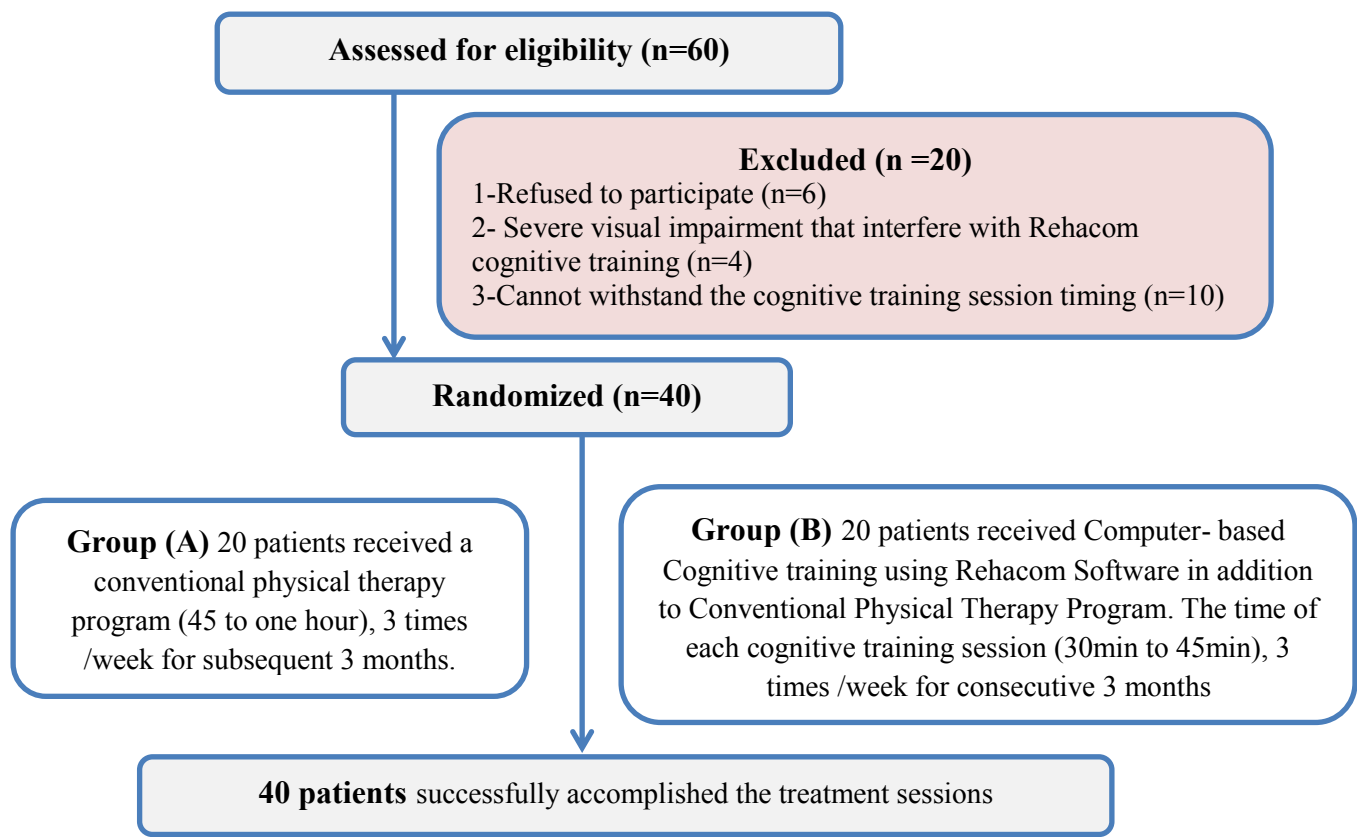 Assessed for eligibility (n=60)
Excluded (n =20)
1-Refused to participate (n=6)
2- Severe visual impairment that interfere with Rehacom
cognitive training (n=4)
3-Cannot withstand the cognitive training session timing (n=10)
Randomized (n=40)
Group (A) 20 patients received a
conventional physical therapy
program (45 to one hour), 3 times
/week for subsequent 3 months.
Group (B) 20 patients received Computer- based
Cognitive training using Rehacom Software in addition
to Conventional Physical Therapy Program. The time of
each cognitive training session (30min to 45min), 3
times /week for consecutive 3 months
40 patients successfully accomplished the treatment sessions